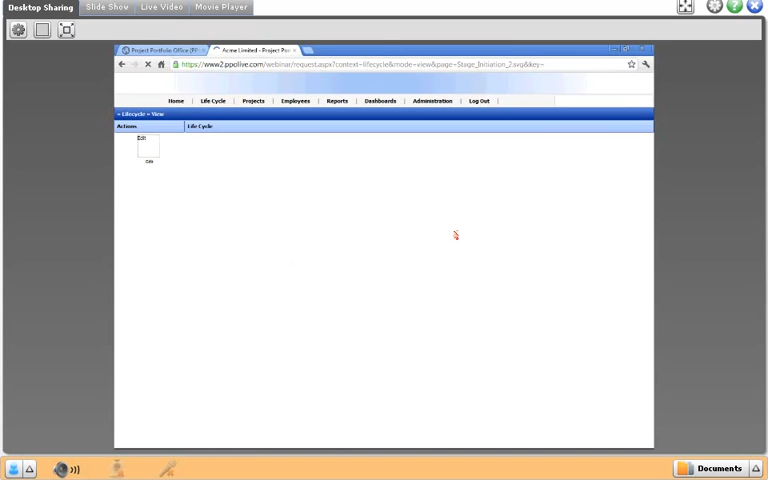 Desktop Sharing Slide Show Live Video Movie Player
Project Portfolio Office (PP Acme Limited - Project Por
https://www2.ppolive.com/webinar/request.aspx?context=lifecycle&mode=view&page=Stage_Initiation_2.svg&key=
Home | Life Cycle | Projects | Employees | Reports | Dashboards | Administration | Log Out |
» Lifecycle » View
Actions Life Cycle
Edit
Edit
Documents